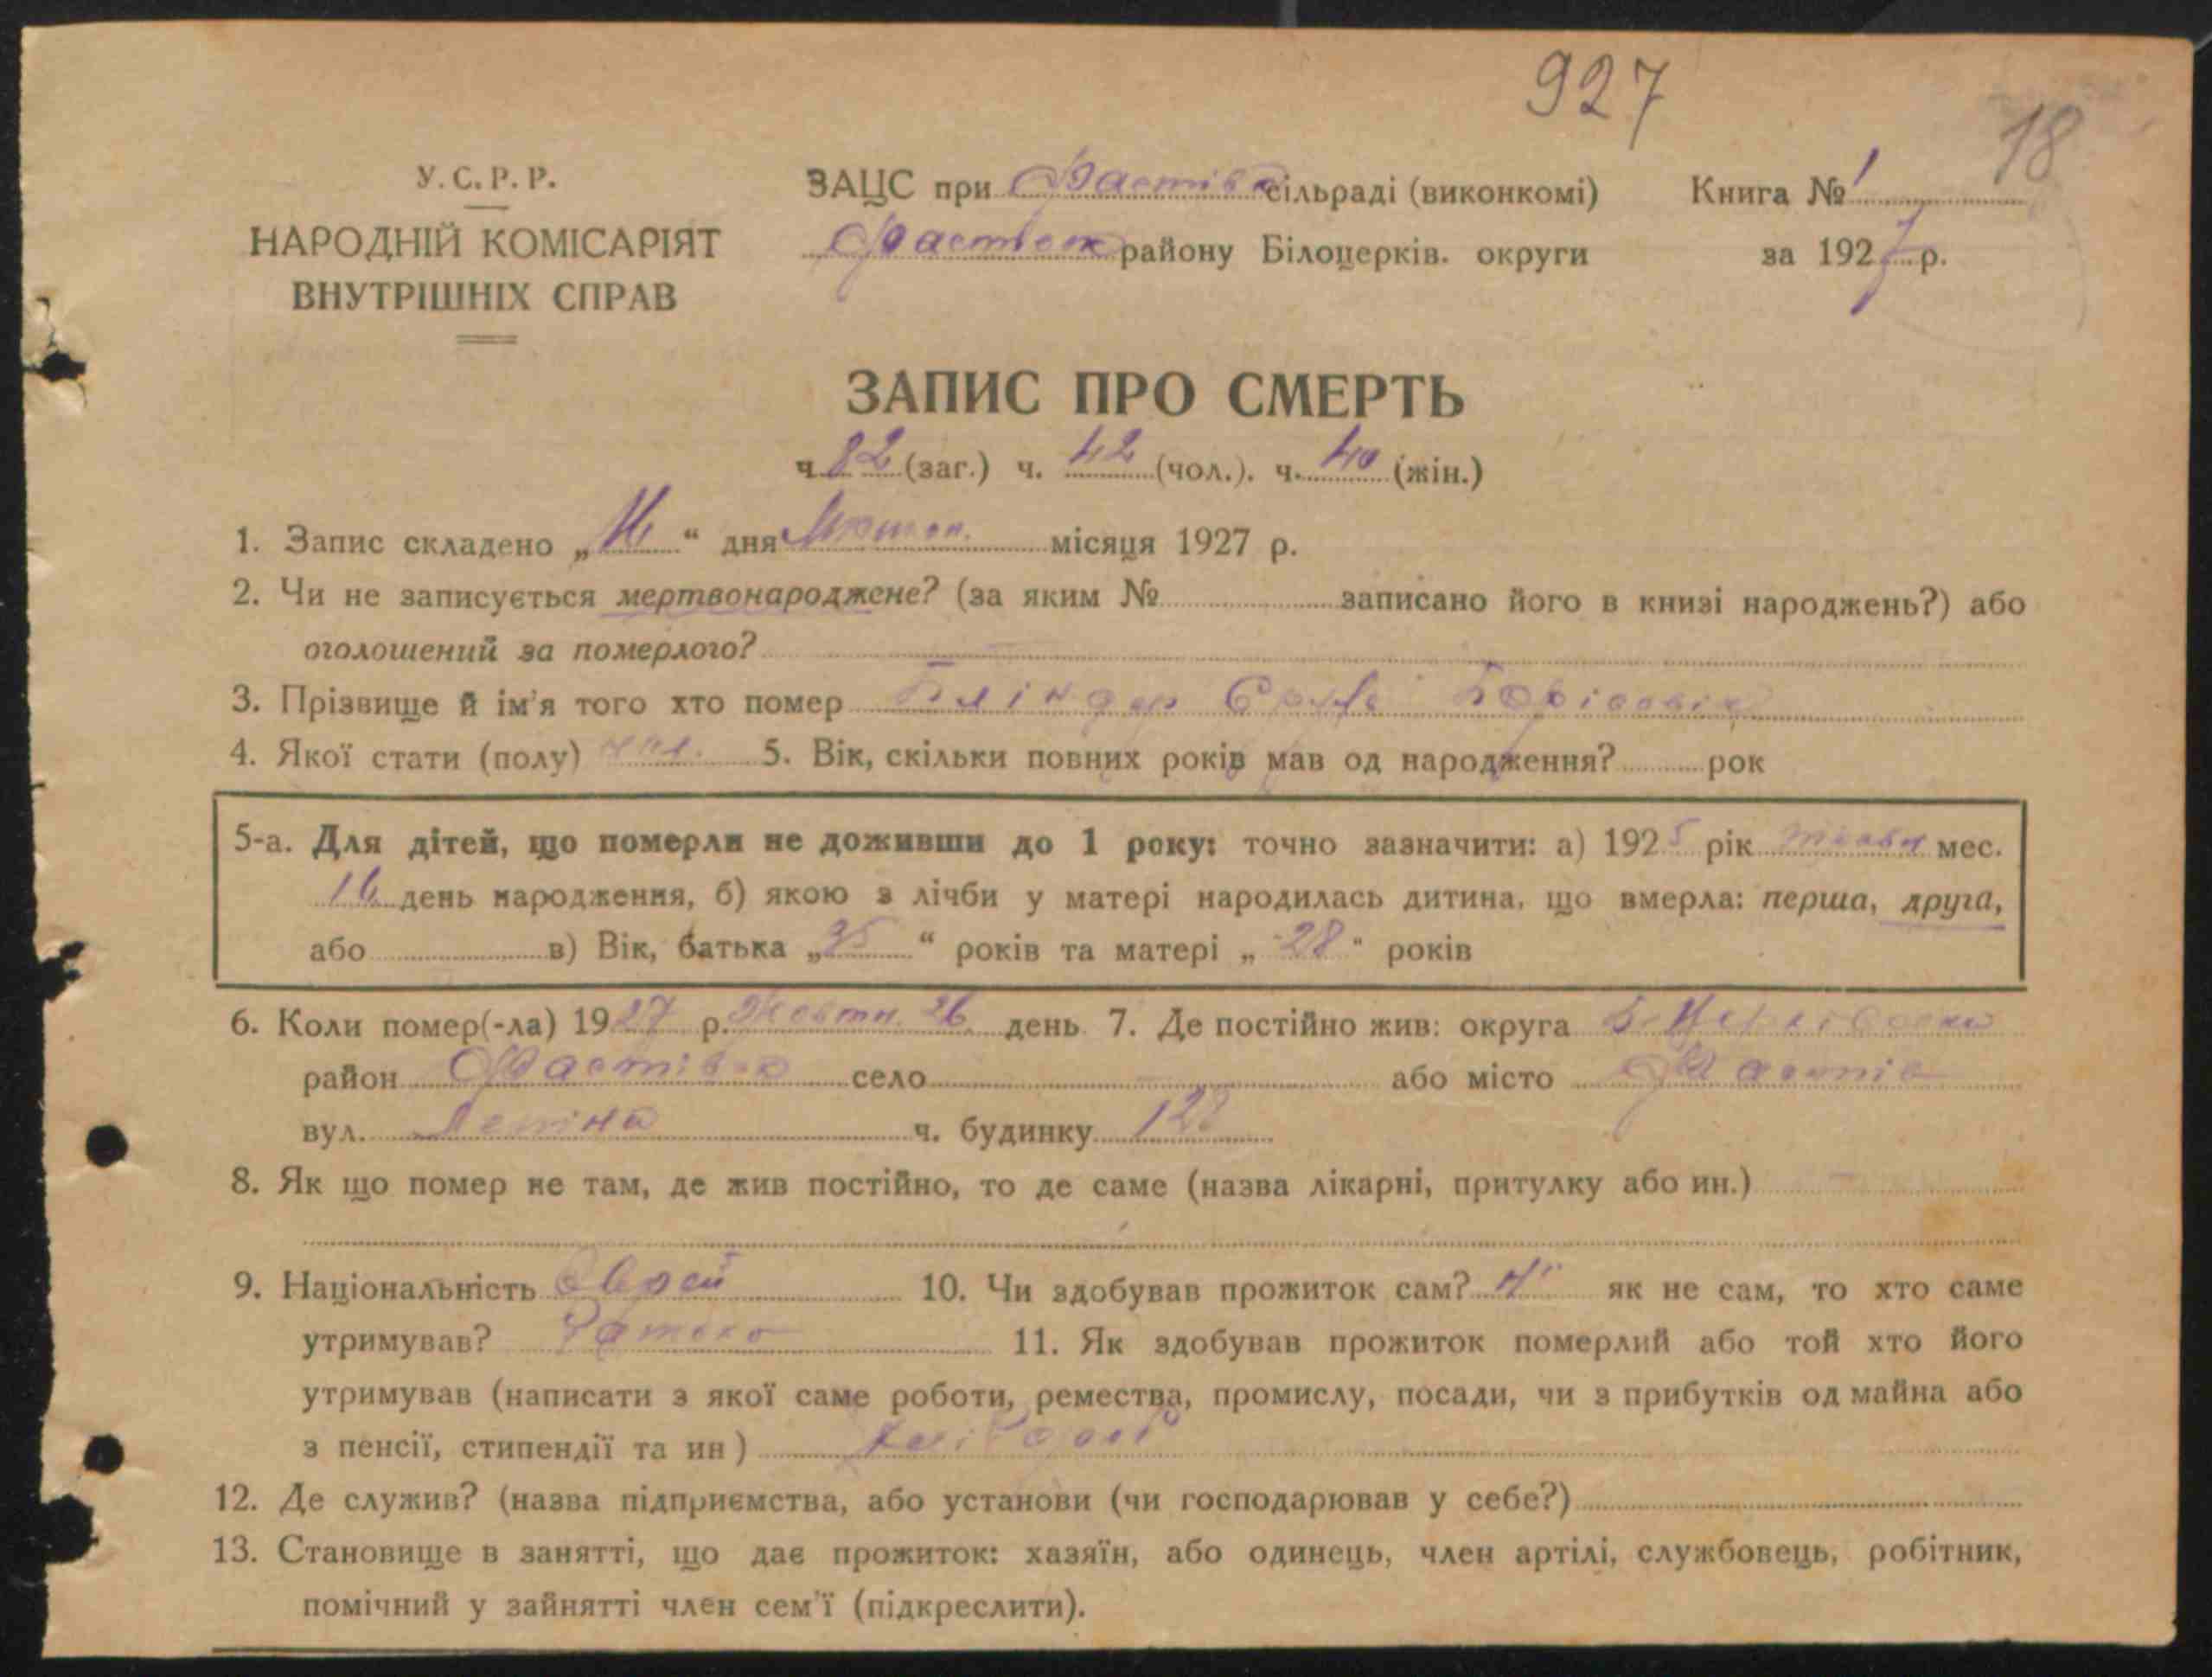 927
18
У. С. Р. Р.
НАРОДНІЙ КОМІСАРІЯТ
ВНУТРІШНІХ СПРАВ
ЗАЦС при Фастівс сільраді (виконкомі)
району Білоцерків. округи
Книга № 1
за 1927 р.
ЗАПИС ПРО СМЕРТЬ
ч 82 (заг.) ч. 42 (чол.). ч. 40 (жін.)
1. Запис складено „ “ дня місяця 1927 р.
2. Чи не записується мертвонароджене? (за яким № записано його в книзі народжень?) або
оголошений за померлого?
3. Прізвище й ім'я того хто помер
4. Якої стати (полу) чол. 5. Вік, скільки повних років мав од народження? рок
5-а. Для дітей, що померли не доживши до 1 року: точно зазначити: а) 1925 рік травн мес.
16 день народження, б) якою з лічби у матері народилась дитина, що вмерла: перша, друга,
або в) Вік, батька „35“ років та матері „28“ років
6. Коли помер(-ла) 1927 р. Жовтн. 26 день 7. Де постійно жив: округа
район Фастівсь село або місто Фастів
вул. Леніна ч. будинку 128
8. Як що помер не там, де жив постійно, то де саме (назва лікарні, притулку або ин.)
9. Національність Єврей 10. Чи здобував прожиток сам? як не сам, то хто саме
утримував? 11. Як здобував прожиток померлий або той хто його
утримував (написати з якої саме роботи, ремества, промислу, посади, чи з прибутків од майна або
з пенсії, стипендії та ин)
12. Де служив? (назва підприємства, або установи (чи господарював у себе?)
13. Становище в занятті, що дає прожиток: хазяїн, або одинець, член артілі, службовець, робітник,
помічний у зайнятті член сем'ї (підкреслити).